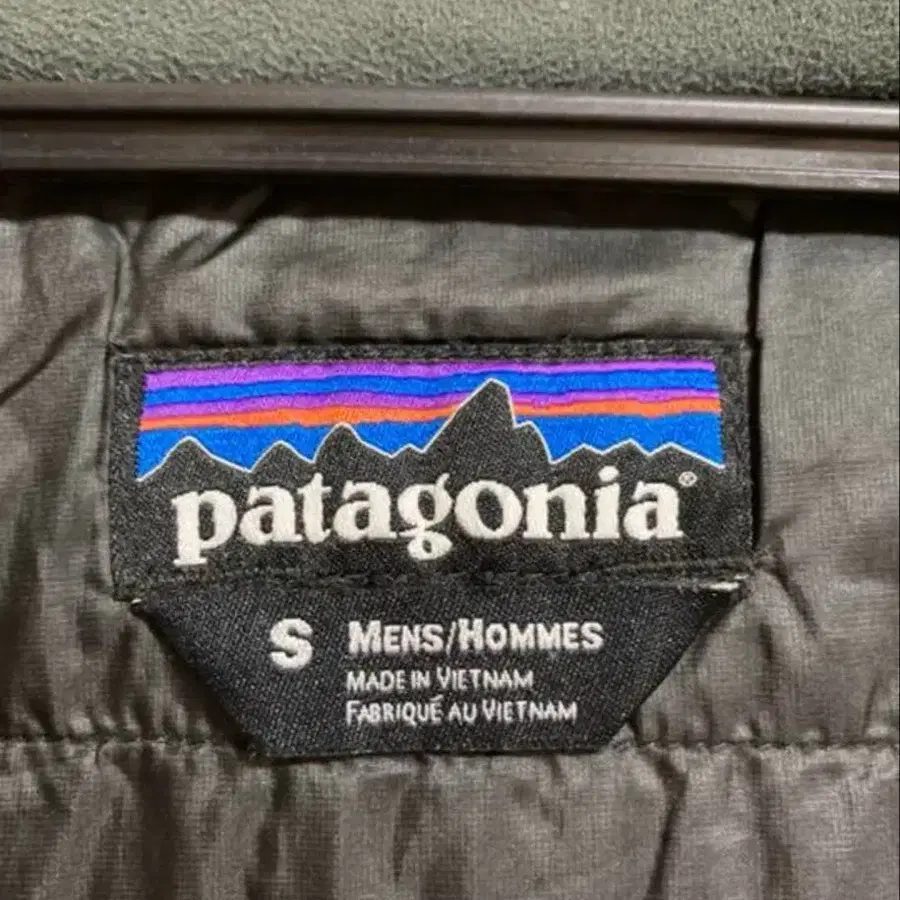 patagonia®
S MENS/HOMMES
MADE IN VIETNAM
FABRIQUÉ AU VIETNAM